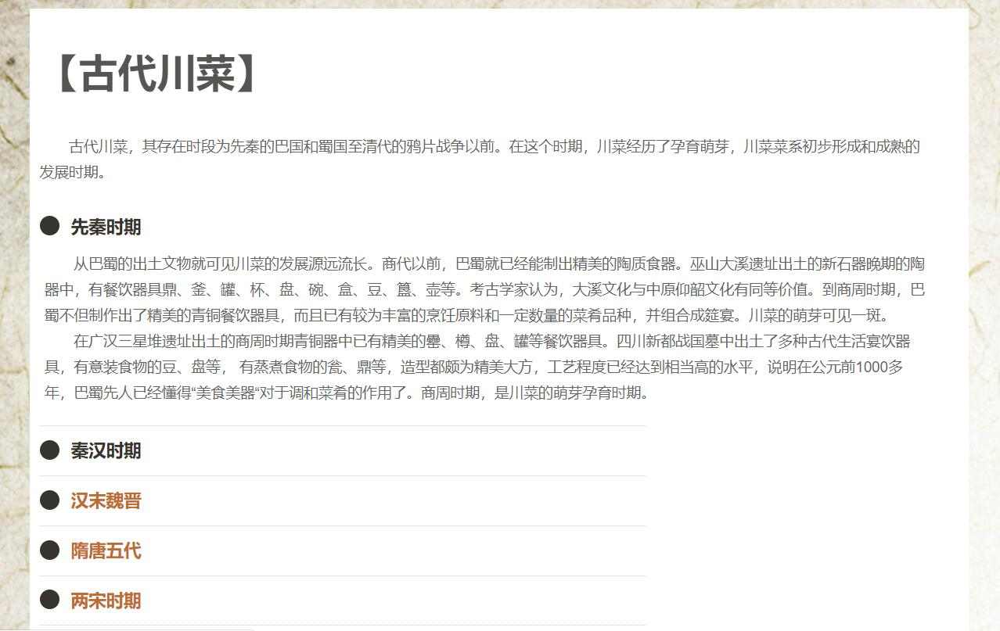 【古代川菜】
古代川菜，其存在时段为先秦的巴国和蜀国至清代的鸦片战争以前。在这个时期，川菜经历了孕育萌芽，川菜菜系初步形成和成熟的
发展时期。
先秦时期
从巴蜀的出土文物就可见川菜的发展源远流长。商代以前，巴蜀就已经能制出精美的陶质食器。巫山大溪遗址出土的新石器晚期的陶
器中，有餐饮器具鼎、釜、罐、杯、盘、碗、盒、豆、簋、壶等。考古学家认为，大溪文化与中原仰韶文化有同等价值。到商周时期，巴
蜀不但制作出了精美的青铜餐饮器具，而且已有较为丰富的烹饪原料和一定数量的菜肴品种，并组合成筵宴。川菜的萌芽可见一斑。
在广汉三星堆遗址出土的商周时期青铜器中已有精美的罍、樽、盘、罐等餐饮器具。四川新都战国墓中出土了多种古代生活宴饮器
具，有意装食物的豆、盘等， 有蒸煮食物的瓮、鼎等，造型都颇为精美大方，工艺程度已经达到相当高的水平，说明在公元前1000多
年，巴蜀先人已经懂得“美食美器“对于调和菜肴的作用了。商周时期，是川菜的萌芽孕育时期。
秦汉时期
汉末魏晋
隋唐五代
两宋时期